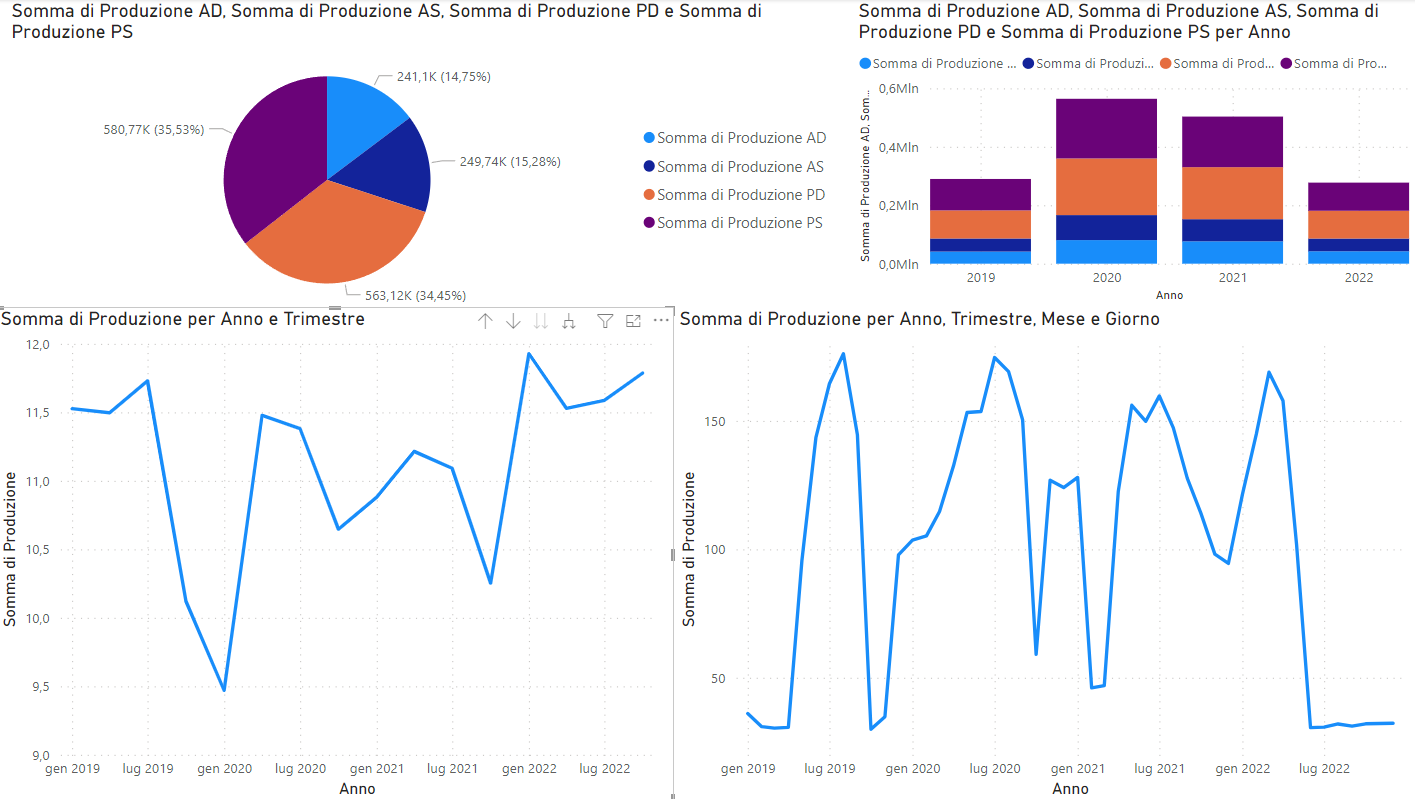 Somma di Produzione AD, Somma di Produzione AS, Somma di Produzione PD e Somma di
Produzione PS
241,1K (14,75%)
580,77K (35,53%)
249,74K (15,28%)
563,12K (34,45%)
Somma di Produzione AD
Somma di Produzione AS
Somma di Produzione PD
Somma di Produzione PS
Somma di Produzione AD, Somma di Produzione AS, Somma di
Produzione PD e Somma di Produzione PS per Anno
Somma di Produzione ... Somma di Produzi... Somma di Prod... Somma di Pro...
Somma di Produzione AD, Som...
0,6Mln
0,4Mln
0,2Mln
0,0Mln
2019 2020 2021 2022
Anno
Somma di Produzione per Anno e Trimestre
Somma di Produzione
12,0
11,5
11,0
10,5
10,0
9,5
9,0
gen 2019 lug 2019 gen 2020 lug 2020 gen 2021 lug 2021 gen 2022 lug 2022
Anno
Somma di Produzione per Anno, Trimestre, Mese e Giorno
Somma di Produzione
150
100
50
gen 2019 lug 2019 gen 2020 lug 2020 gen 2021 lug 2021 gen 2022 lug 2022
Anno